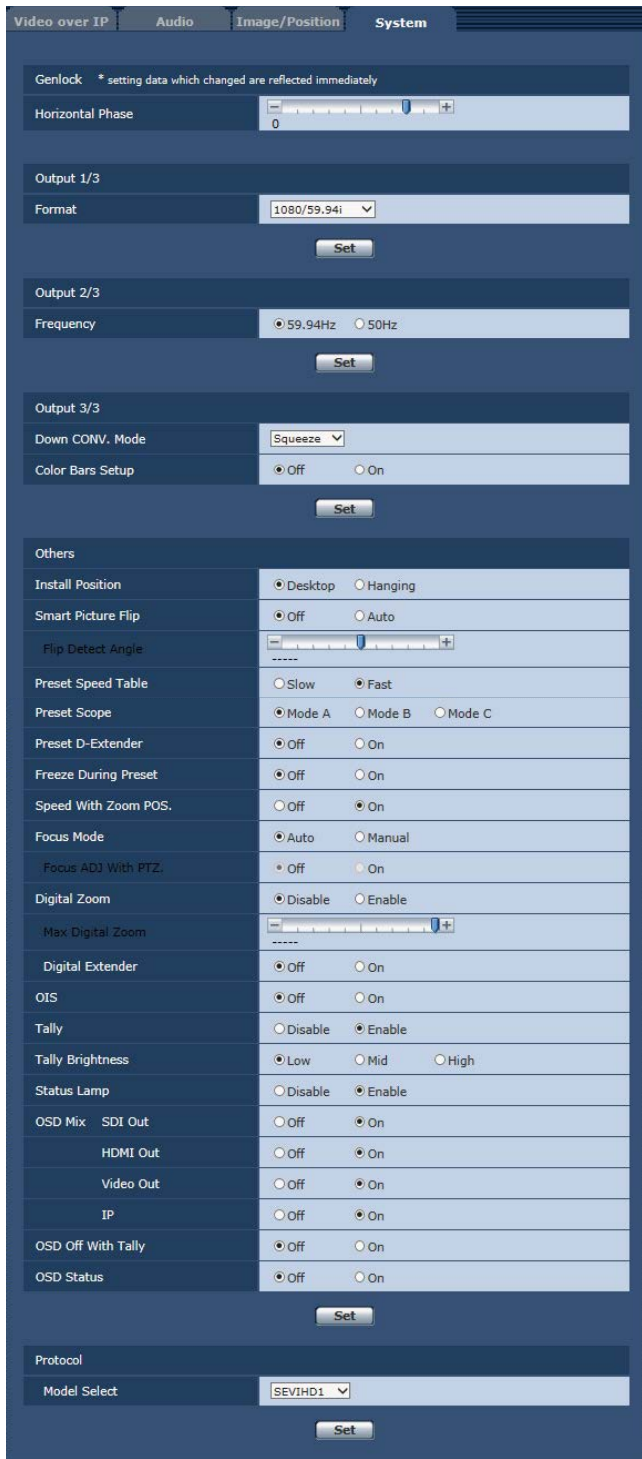 Video over IP Audio Image/Position System
Genlock * setting data which changed are reflected immediately
Horizontal Phase - +
0
Output 1/3
Format 1080/59.94i
Set
Output 2/3
Frequency 59.94Hz 50Hz
Set
Output 3/3
Down CONV. Mode Squeeze
Color Bars Setup Off On
Set
Others
Install Position Desktop Hanging
Smart Picture Flip Off Auto
Flip Detect Angle - +
-----
Preset Speed Table Slow Fast
Preset Scope Mode A Mode B Mode C
Preset D-Extender Off On
Freeze During Preset Off On
Speed With Zoom POS. Off On
Focus Mode Auto Manual
Focus ADJ With PTZ. Off On
Digital Zoom Disable Enable
Max Digital Zoom - +
-----
Digital Extender Off On
OIS Off On
Tally Disable Enable
Tally Brightness Low Mid High
Status Lamp Disable Enable
OSD Mix SDI Out Off On
HDMI Out Off On
Video Out Off On
IP Off On
OSD Off With Tally Off On
OSD Status Off On
Set
Protocol
Model Select SEVIHD1
Set